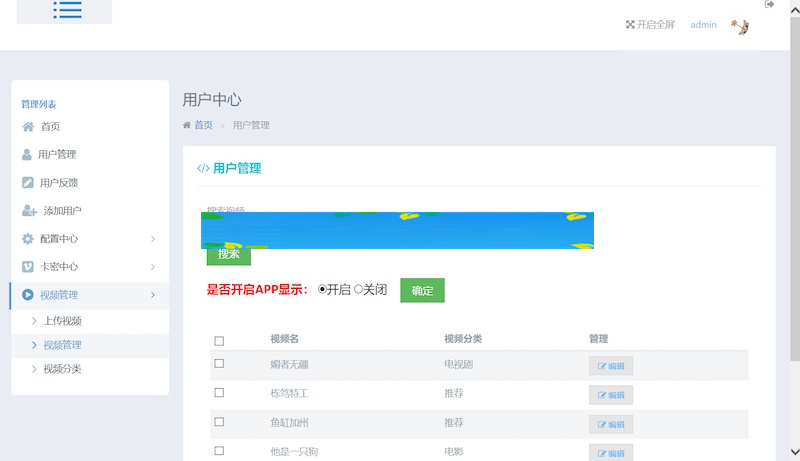 开启全屏 admin
管理列表
首页
用户管理
用户反馈
添加用户
配置中心
卡密中心
视频管理
上传视频
视频管理
视频分类
用户中心
首页 用户管理
</> 用户管理
搜索视频
搜索
是否开启APP显示: 开启 关闭 确定
视频名 视频分类 管理
媚者无疆 电视剧 编辑
栋笃特工 推荐 编辑
鱼缸加州 推荐 编辑
他是一只狗 电影 编辑